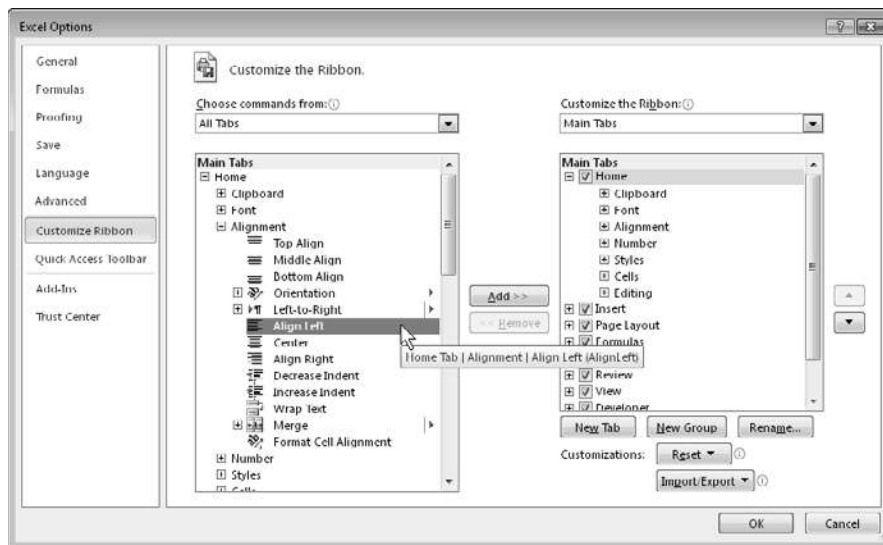 Excel Options
General
Formulas
Proofing
Save
Language
Advanced
Customize Ribbon
Quick Access Toolbar
Add-Ins
Trust Center
Customize the Ribbon.
Choose commands from:
All Tabs
Main Tabs
Home
Clipboard
Font
Alignment
Top Align
Middle Align
Bottom Align
Orientation
Left-to-Right
Align Left
Center
Align Right
Decrease Indent
Increase Indent
Wrap Text
Merge
Format Cell Alignment
Number
Styles
Cells
Add >>
<< Remove
Home Tab | Alignment | Align Left (AlignLeft)
Customize the Ribbon:
Main Tabs
Main Tabs
Home
Clipboard
Font
Alignment
Number
Styles
Cells
Editing
Insert
Page Layout
Formulas
Review
View
Developer
New Tab
New Group
Rename...
Customizations:
Reset
Import/Export
OK
Cancel